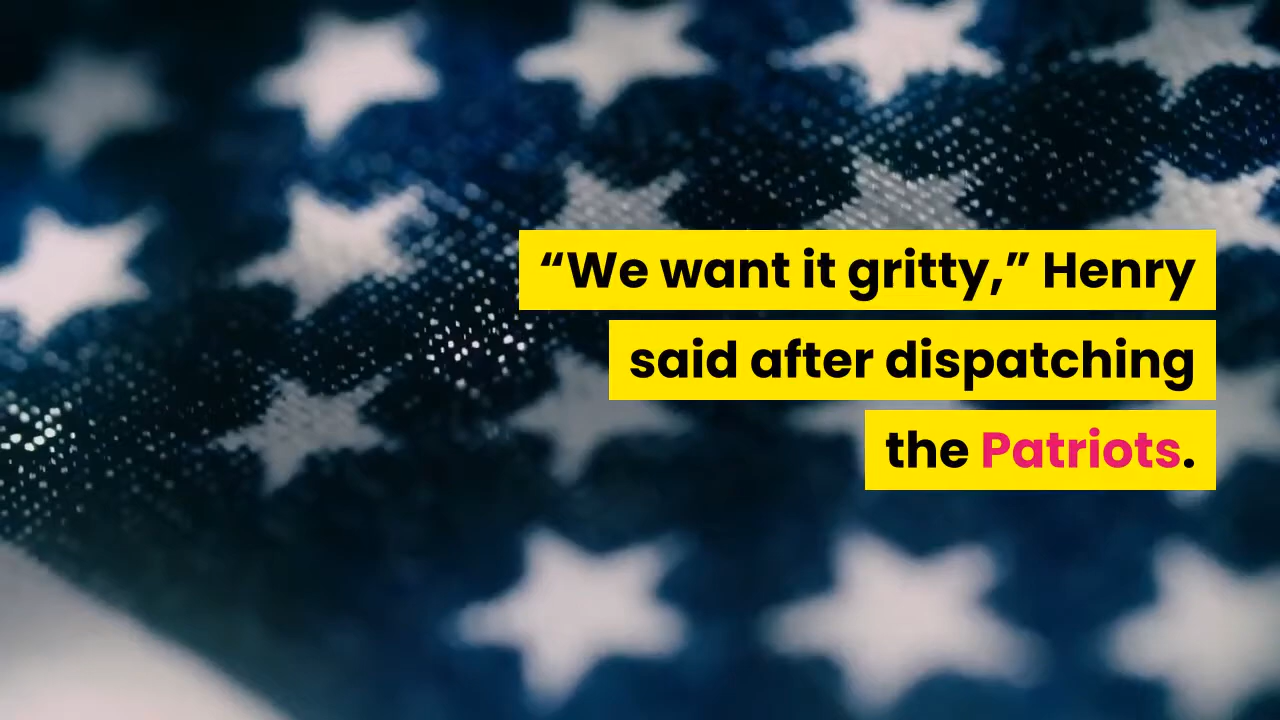 “We want it gritty,” Henry
said after dispatching
the Patriots.